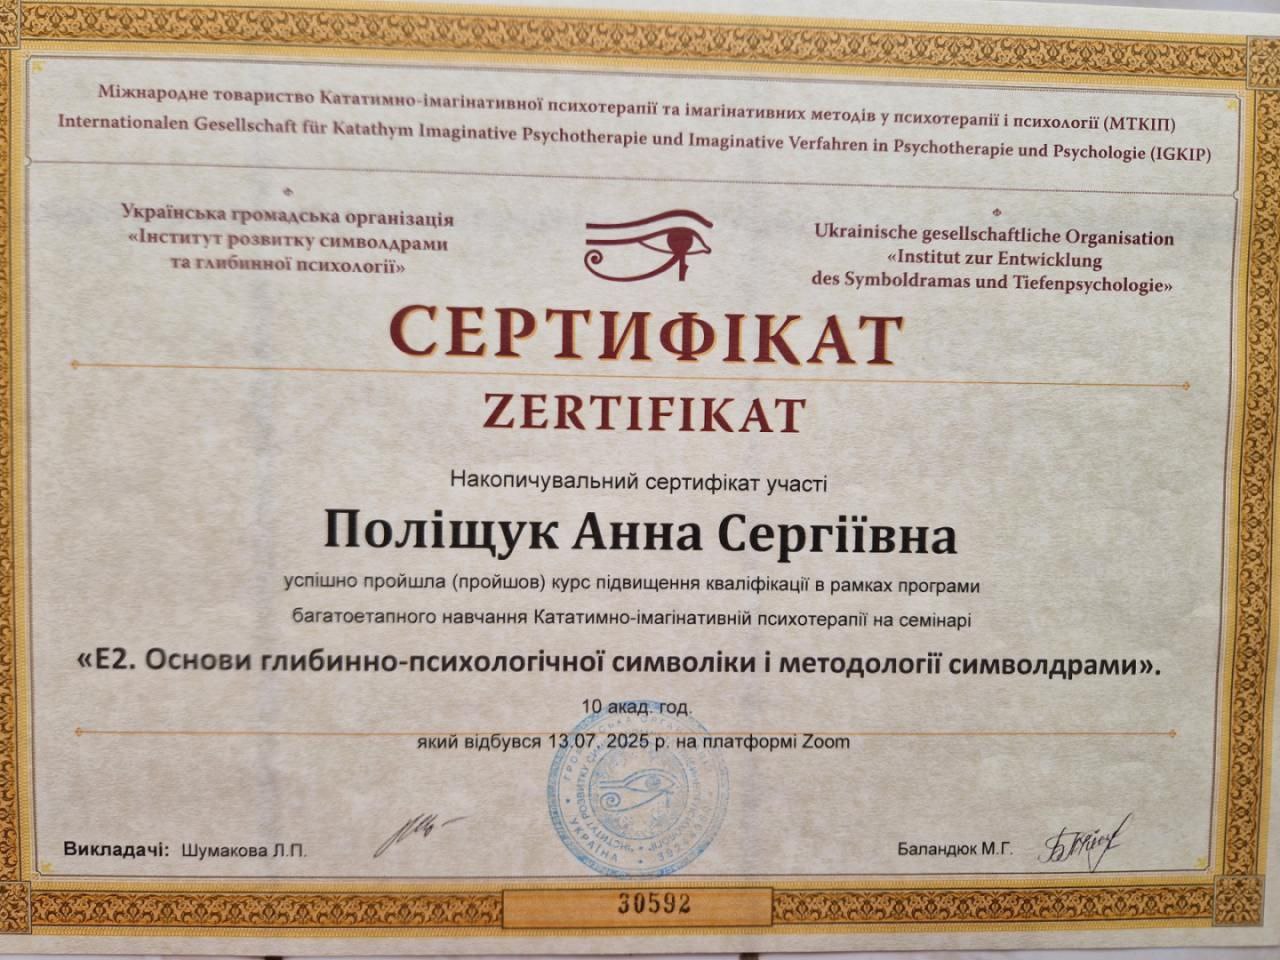 Міжнародне товариство Кататимно-імагінативної психотерапії та імагінативних методів у психотерапії і психології (МТКІП)
Internationalen Gesellschaft für Katathym Imaginative Psychotherapie und Imaginative Verfahren in Psychotherapie und Psychologie (IGKIP)
Українська громадська організація
«Інститут розвитку символдрами
та глибинної психології»
Ukrainische gesellschaftliche Organisation
«Institut zur Entwicklung
des Symboldramas und Tiefenpsychologie»
СЕРТИФІКАТ
ZERTIFIKAT
Накопичувальний сертифікат участі
Поліщук Анна Сергіївна
успішно пройшла (пройшов) курс підвищення кваліфікації в рамках програми
багатоетапного навчання Кататимно-імагінативній психотерапії на семінарі
«Е2. Основи глибинно-психологічної символіки і методології символдрами».
10 акад. год.
який відбувся 13.07. 2025 р. на платформі Zoom
УКРАЇНА
Викладачі: Шумакова Л.П.
Баландюк М.Г.
30592